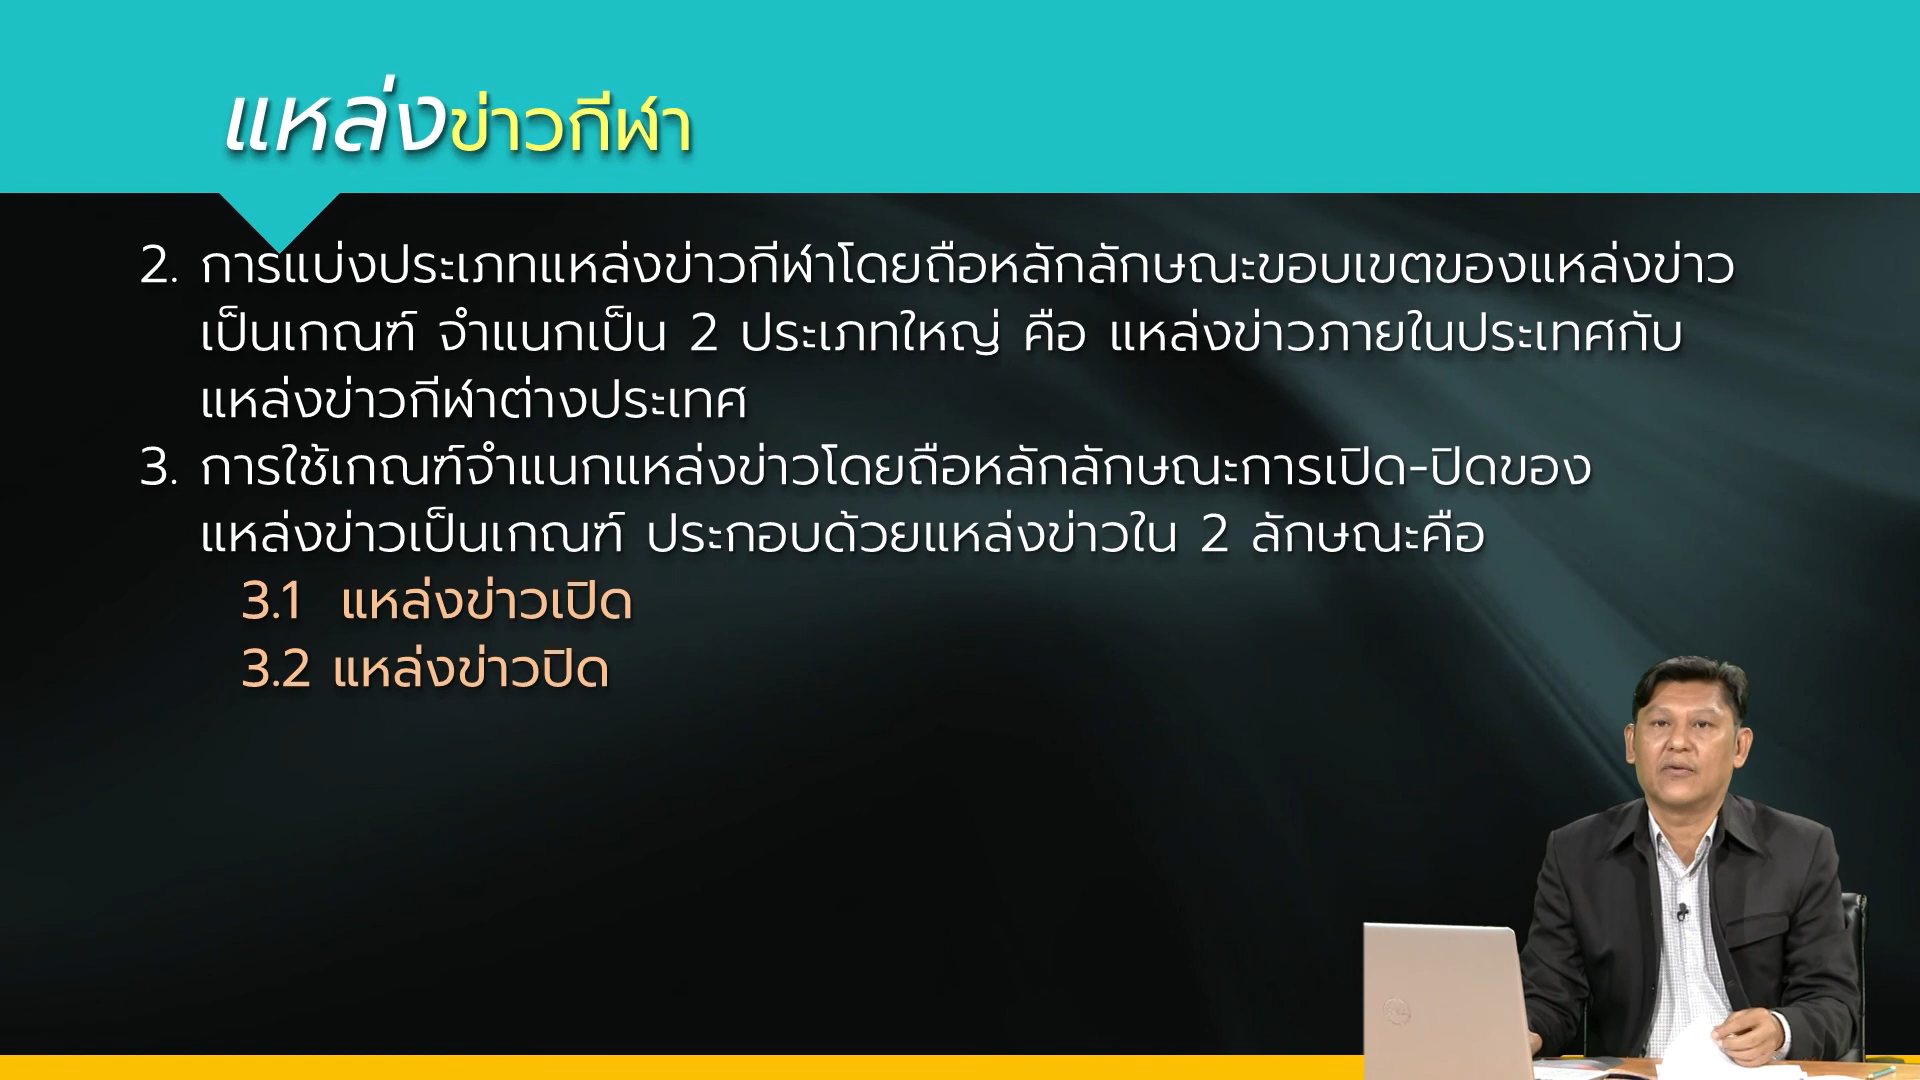 แหล่งข่าวกีฬา
2. การแบ่งประเภทแหล่งข่าวกีฬาโดยถือหลักลักษณะขอบเขตของแหล่งข่าว
เป็นเกณฑ์ จำแนกเป็น 2 ประเภทใหญ่ คือ แหล่งข่าวภายในประเทศกับ
แหล่งข่าวกีฬาต่างประเทศ
3. การใช้เกณฑ์จำแนกแหล่งข่าวโดยถือหลักลักษณะการเปิด-ปิดของ
แหล่งข่าวเป็นเกณฑ์ ประกอบด้วยแหล่งข่าวใน 2 ลักษณะคือ
3.1 แหล่งข่าวเปิด
3.2 แหล่งข่าวปิด